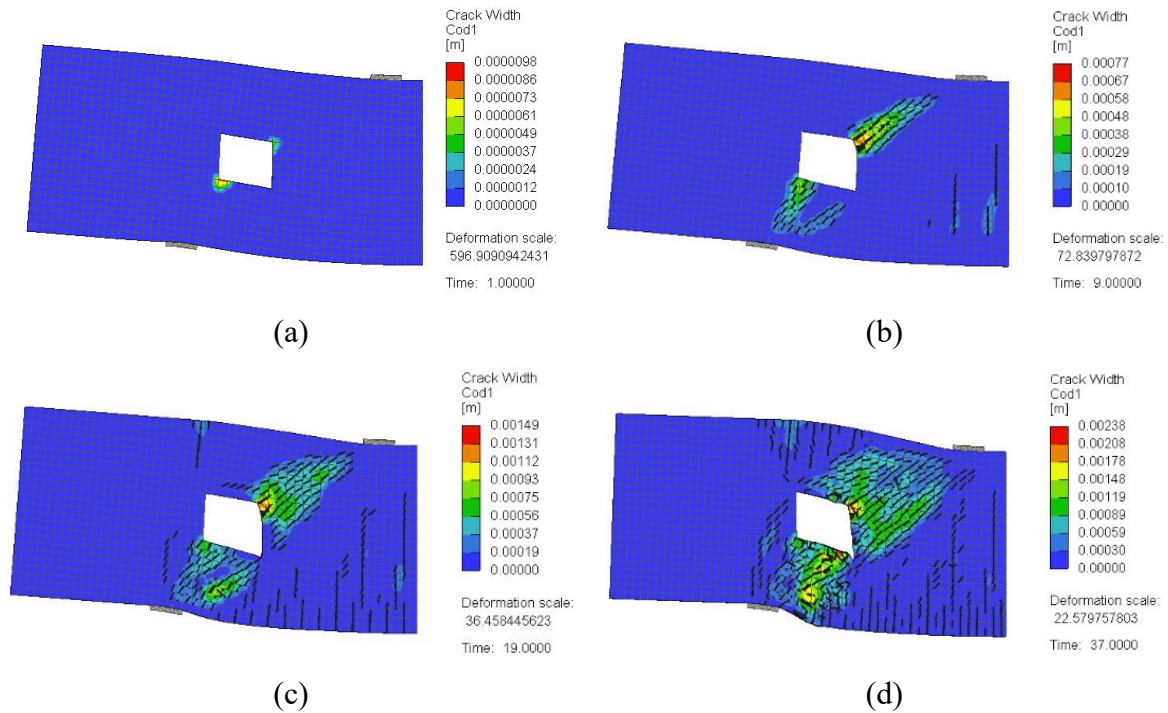 Crack Width
Cod1
[m]
0.0000098
0.0000086
0.0000073
0.0000061
0.0000049
0.0000037
0.0000024
0.0000012
0.0000000
Deformation scale:
596.9090942431
Time: 1.00000
(a)
Crack Width
Cod1
[m]
0.00077
0.00067
0.00058
0.00048
0.00038
0.00029
0.00019
0.00010
0.00000
Deformation scale:
72.839797872
Time: 9.00000
(b)
Crack Width
Cod1
[m]
0.00149
0.00131
0.00112
0.00093
0.00075
0.00056
0.00037
0.00019
0.00000
Deformation scale:
36.458445623
Time: 19.0000
(c)
Crack Width
Cod1
[m]
0.00238
0.00208
0.00178
0.00148
0.00119
0.00089
0.00059
0.00030
0.00000
Deformation scale:
22.579757803
Time: 37.0000
(d)